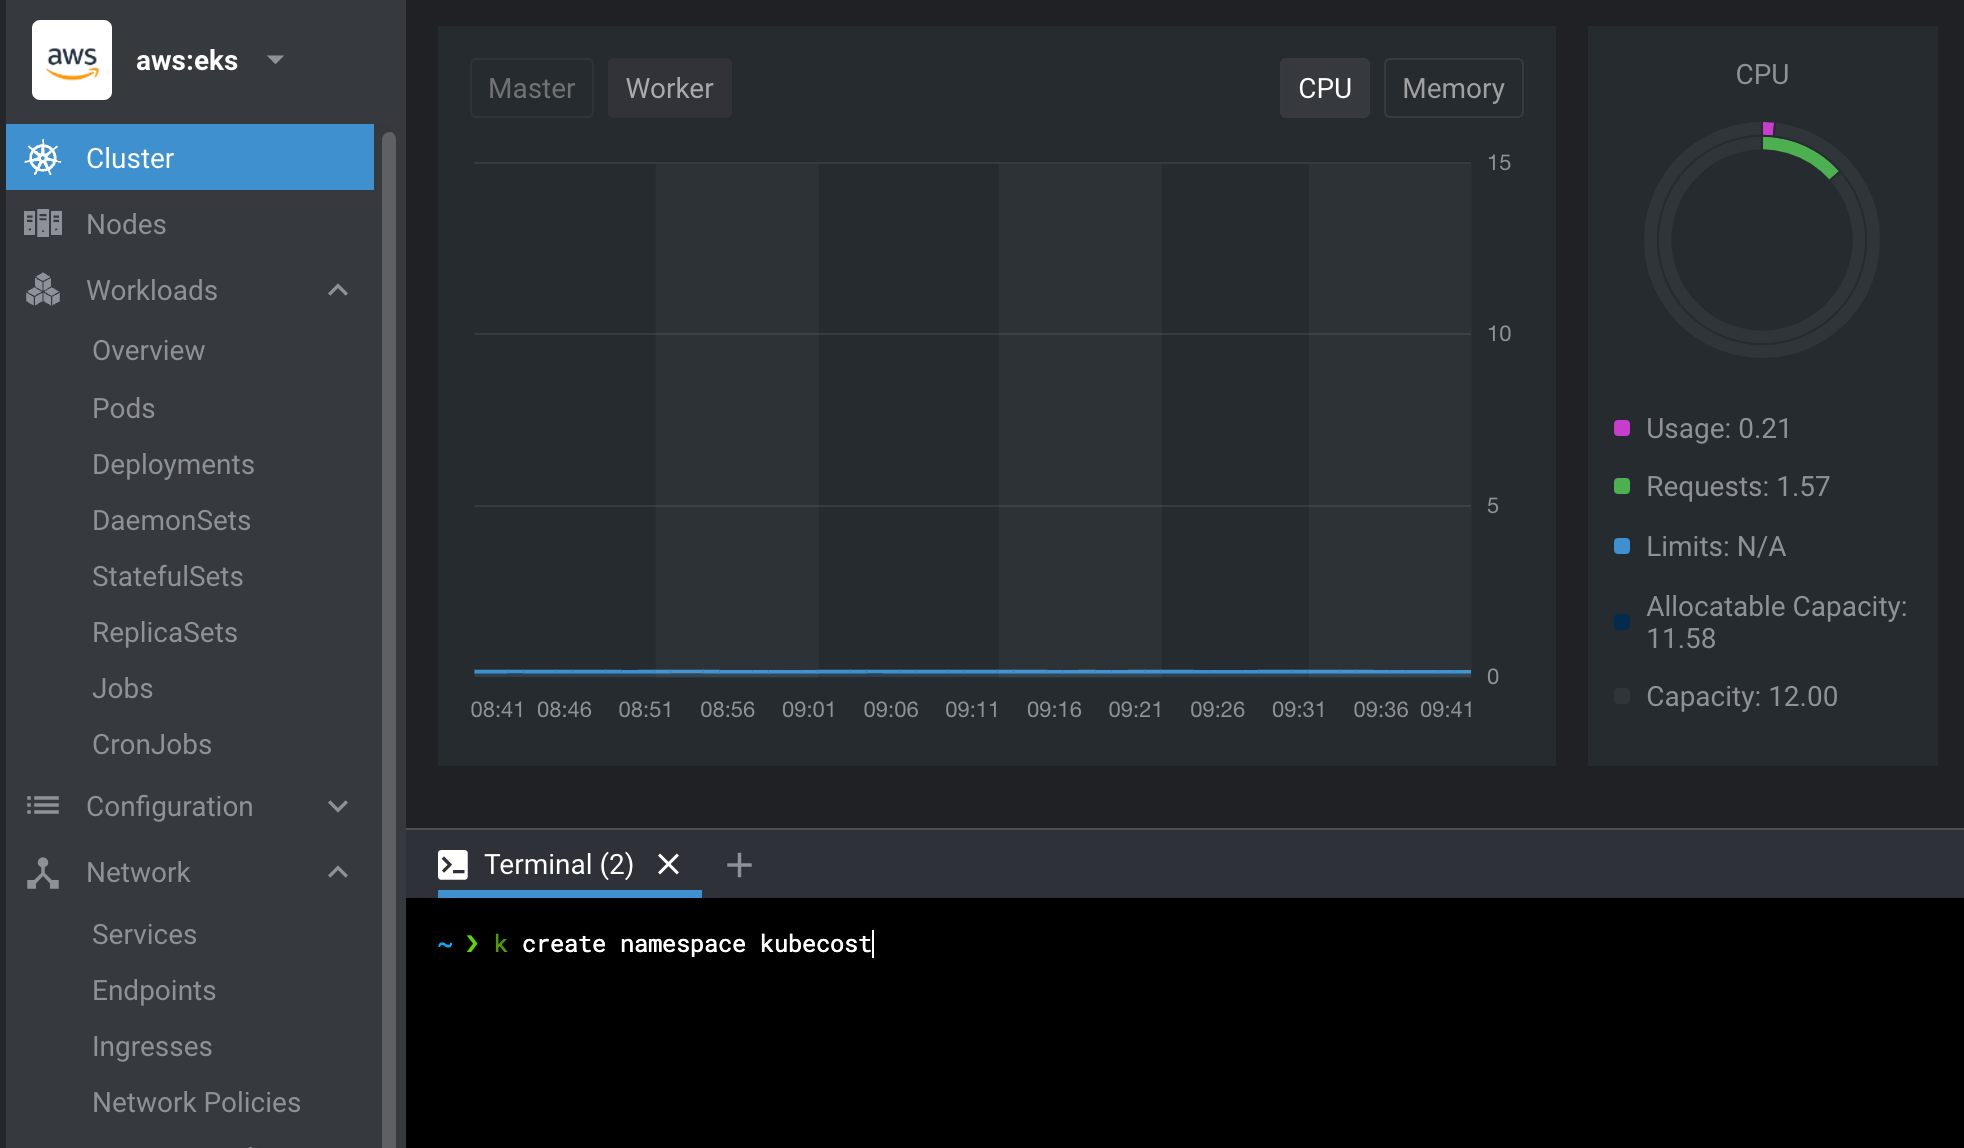 aws
aws:eks
Cluster
Nodes
Workloads
Overview
Pods
Deployments
DaemonSets
StatefulSets
ReplicaSets
Jobs
CronJobs
Configuration
Network
Services
Endpoints
Ingresses
Network Policies
Master Worker CPU Memory
15
10
5
0
08:41 08:46 08:51 08:56 09:01 09:06 09:11 09:16 09:21 09:26 09:31 09:36 09:41
CPU
Usage: 0.21
Requests: 1.57
Limits: N/A
Allocatable Capacity:
11.58
Capacity: 12.00
Terminal (2)
~ ❯ k create namespace kubecost